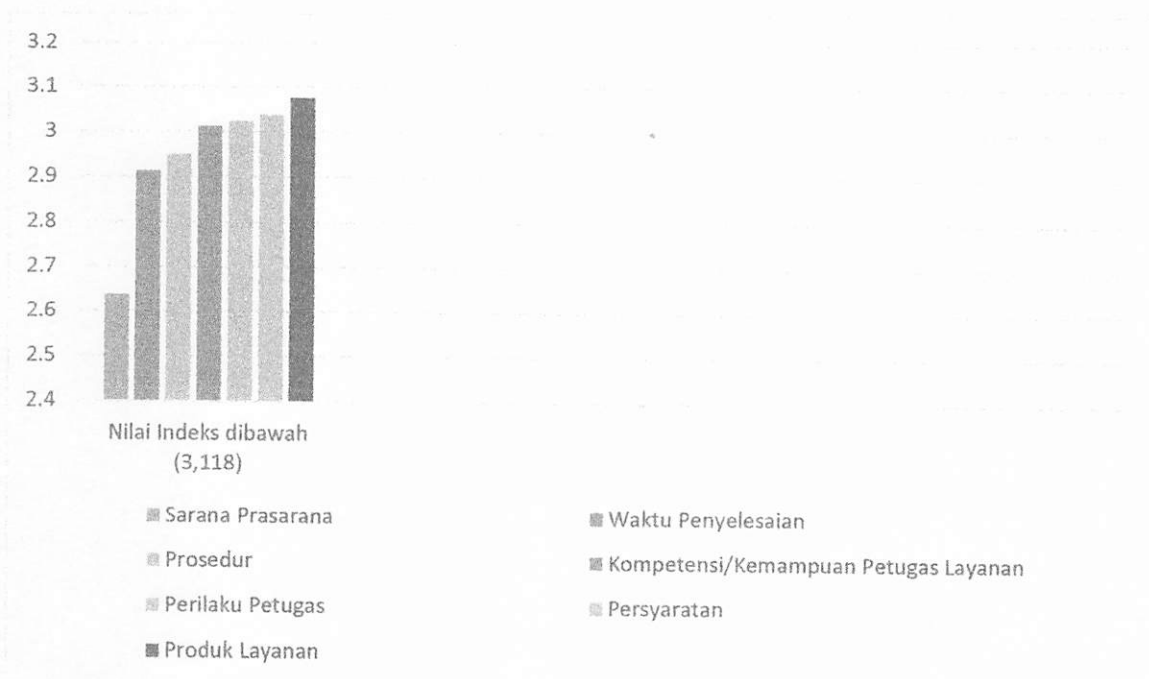 3.2
3.1
3
2.9
2.8
2.7
2.6
2.5
2.4
Nilai Indeks dibawah
(3,118)
Sarana Prasarana
Waktu Penyelesaian
Prosedur
Kompetensi/Kemampuan Petugas Layanan
Perilaku Petugas
Persyaratan
Produk Layanan